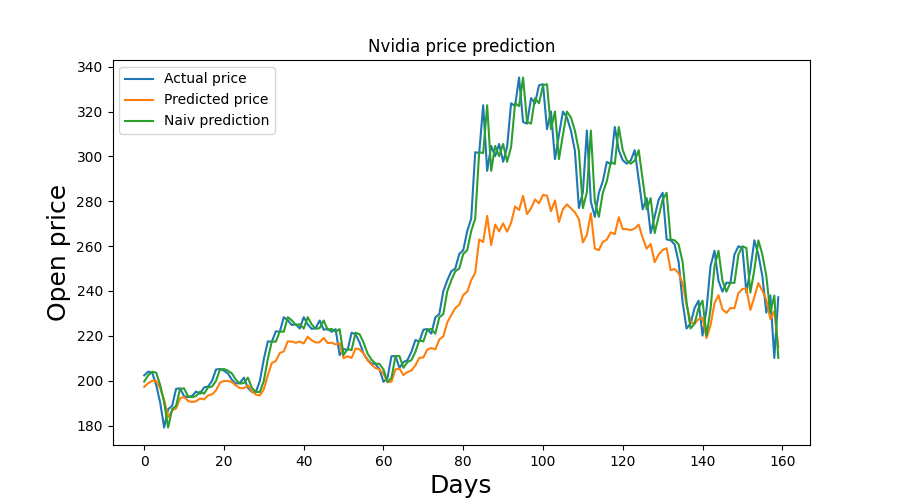 Nvidia price prediction
Actual price
Predicted price
Naiv prediction
Open price
340
320
300
280
260
240
220
200
180
0 20 40 60 80 100 120 140 160
Days